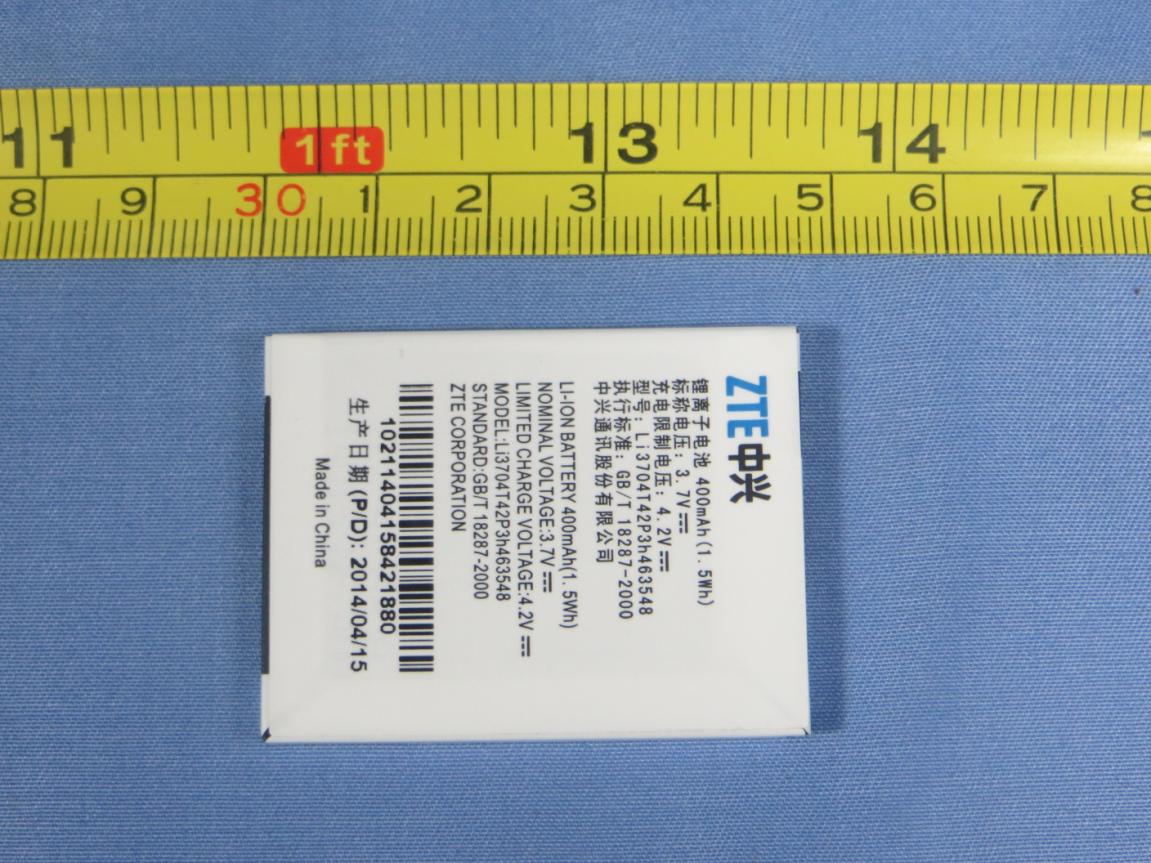 11 1ft 13 14
8 9 30 1 2 3 4 5 6 7 8
ZTE中兴
锂离子电池 400mAh(1.5Wh)
标称电压: 3.7V
充电限制电压: 4.2V
型号: Li3704T42P3h463548
执行标准: GB/T 18287-2000
中兴通讯股份有限公司
LI-ION BATTERY 400mAh(1.5Wh)
NOMINAL VOLTAGE:3.7V
LIMITED CHARGE VOLTAGE:4.2V
MODEL:Li3704T42P3h463548
STANDARD:GB/T 18287-2000
ZTE CORPORATION
10211404158421880
生产日期 (P/D): 2014/04/15
Made in China